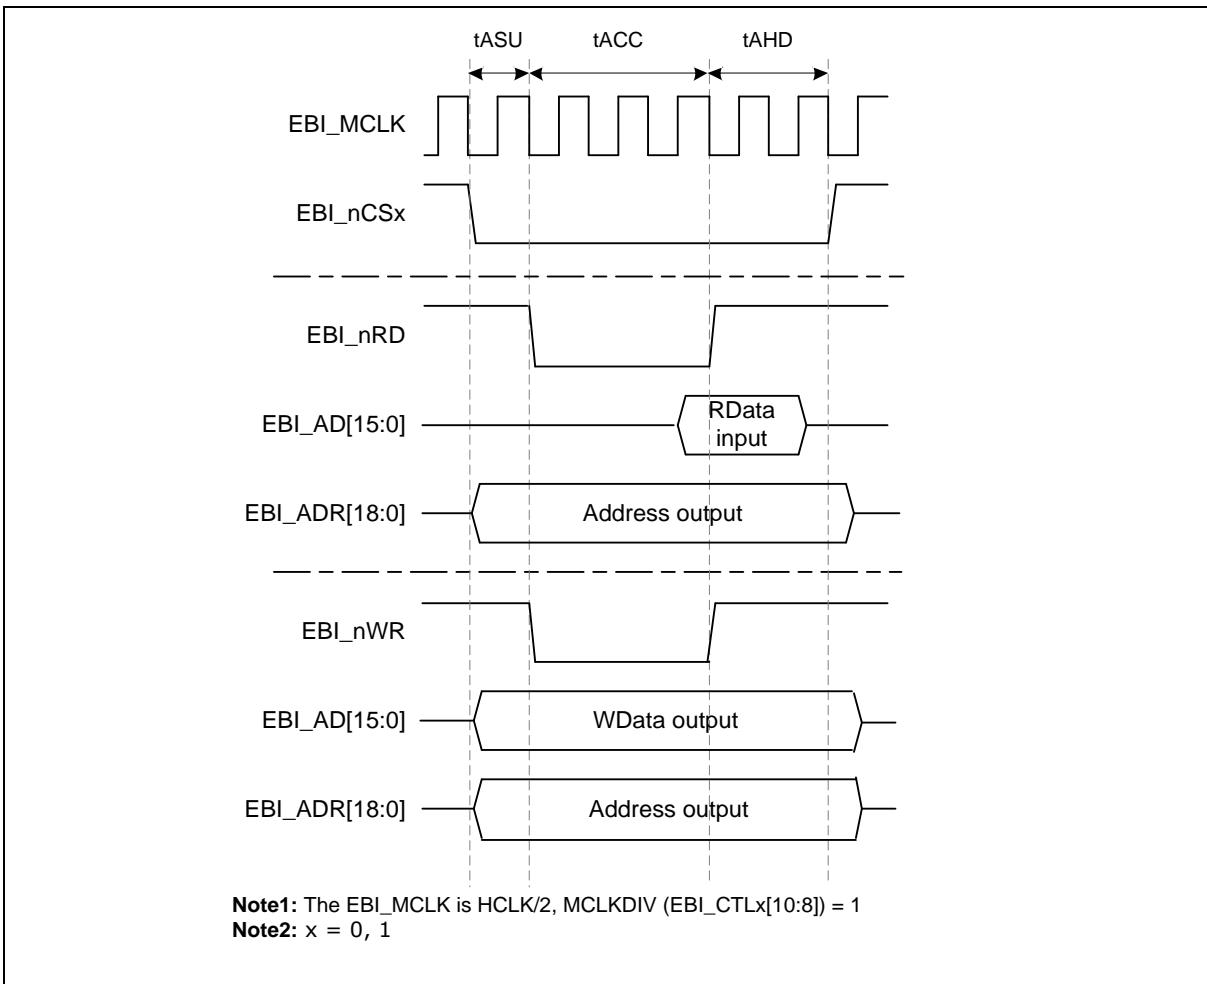 tASU tACC tAHD
EBI_MCLK
EBI_nCSx
EBI_nRD
EBI_AD[15:0]
RData
input
EBI_ADR[18:0]
Address output
EBI_nWR
EBI_AD[15:0]
WData output
EBI_ADR[18:0]
Address output
Note1: The EBI_MCLK is HCLK/2, MCLKDIV (EBI_CTLx[10:8]) = 1
Note2: x = 0, 1